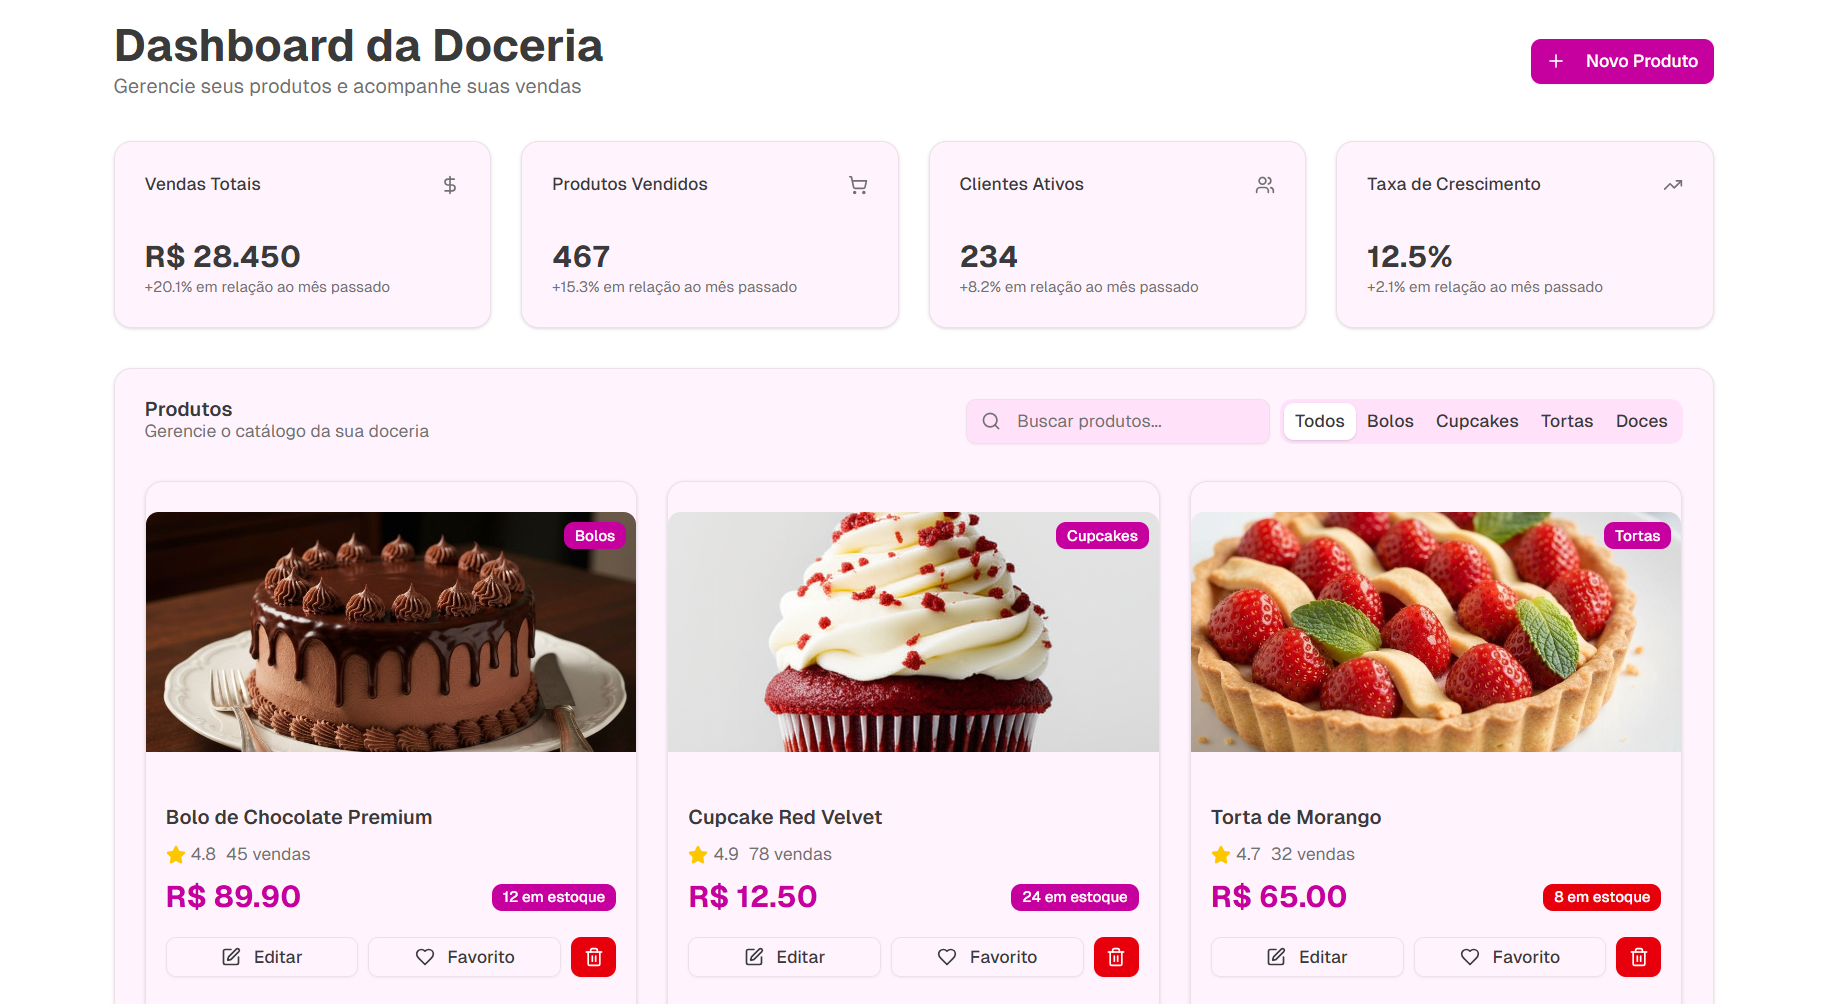 Dashboard da Doceria
Gerencie seus produtos e acompanhe suas vendas
Novo Produto
Vendas Totais
R$ 28.450
+20.1% em relação ao mês passado
Produtos Vendidos
467
+15.3% em relação ao mês passado
Clientes Ativos
234
+8.2% em relação ao mês passado
Taxa de Crescimento
12.5%
+2.1% em relação ao mês passado
Produtos
Gerencie o catálogo da sua doceria
Buscar produtos...
Todos Bolos Cupcakes Tortas Doces
Bolos
Bolo de Chocolate Premium
4.8 45 vendas
R$ 89.90 12 em estoque
Editar Favorito
Cupcakes
Cupcake Red Velvet
4.9 78 vendas
R$ 12.50 24 em estoque
Editar Favorito
Tortas
Torta de Morango
4.7 32 vendas
R$ 65.00 8 em estoque
Editar Favorito